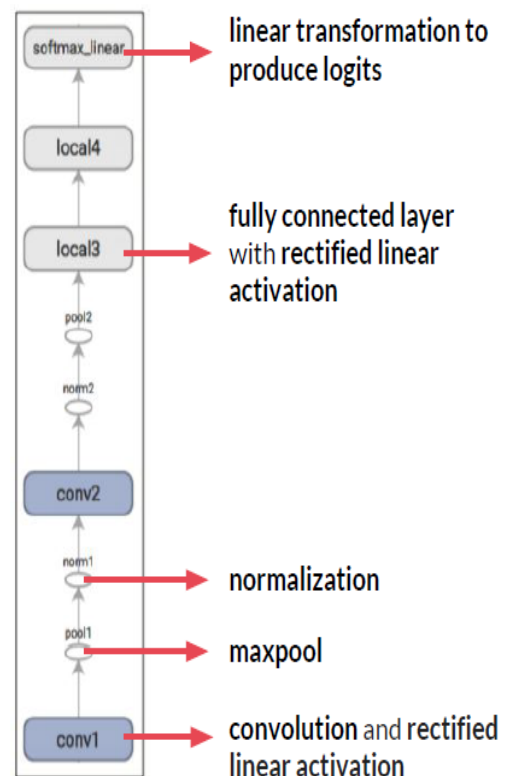 softmax_linear
linear transformation to
produce logits
local4
local3
fully connected layer
with rectified linear
activation
pool2
norm2
conv2
norm1
normalization
pool1
maxpool
conv1
convolution and rectified
linear activation